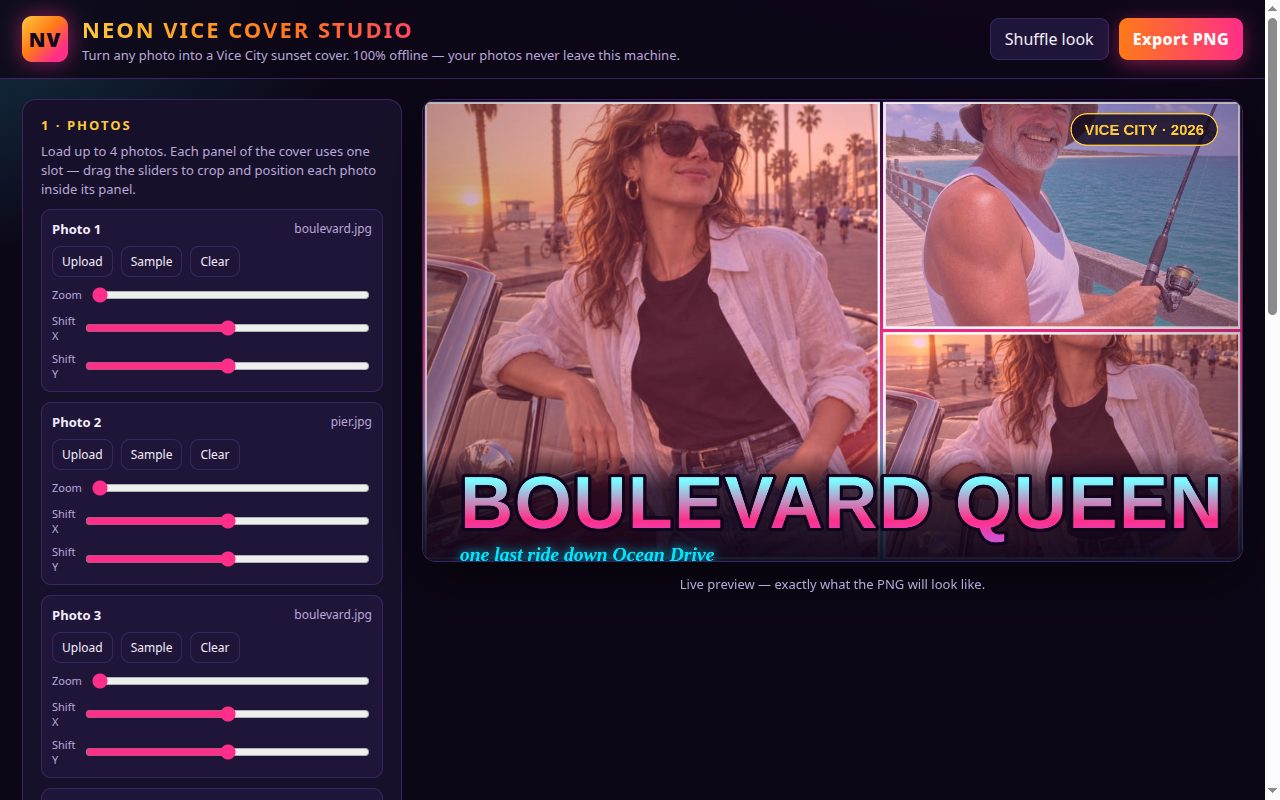 NV
NEON VICE COVER STUDIO
Turn any photo into a Vice City sunset cover. 100% offline — your photos never leave this machine.
Shuffle look
Export PNG
1 · PHOTOS
Load up to 4 photos. Each panel of the cover uses one
slot — drag the sliders to crop and position each photo
inside its panel.
Photo 1
boulevard.jpg
Upload
Sample
Clear
Zoom
Shift
X
Shift
Y
Photo 2
pier.jpg
Upload
Sample
Clear
Zoom
Shift
X
Shift
Y
Photo 3
boulevard.jpg
Upload
Sample
Clear
Zoom
Shift
X
Shift
Y
VICE CITY · 2026
BOULEVARD QUEEN
one last ride down Ocean Drive
Live preview — exactly what the PNG will look like.